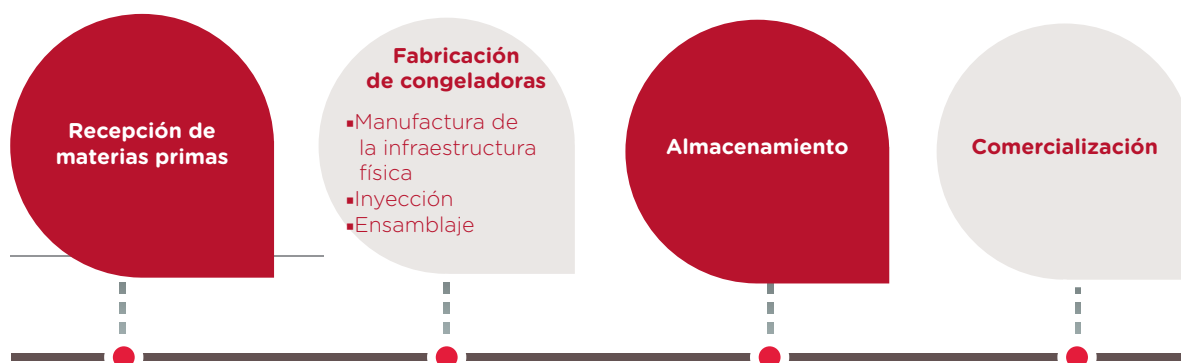 Recepción de
materias primas
Fabricación
de congeladoras
▪Manufactura de
la infraestructura
física
▪Inyección
▪Ensamblaje
Almacenamiento
Comercialización